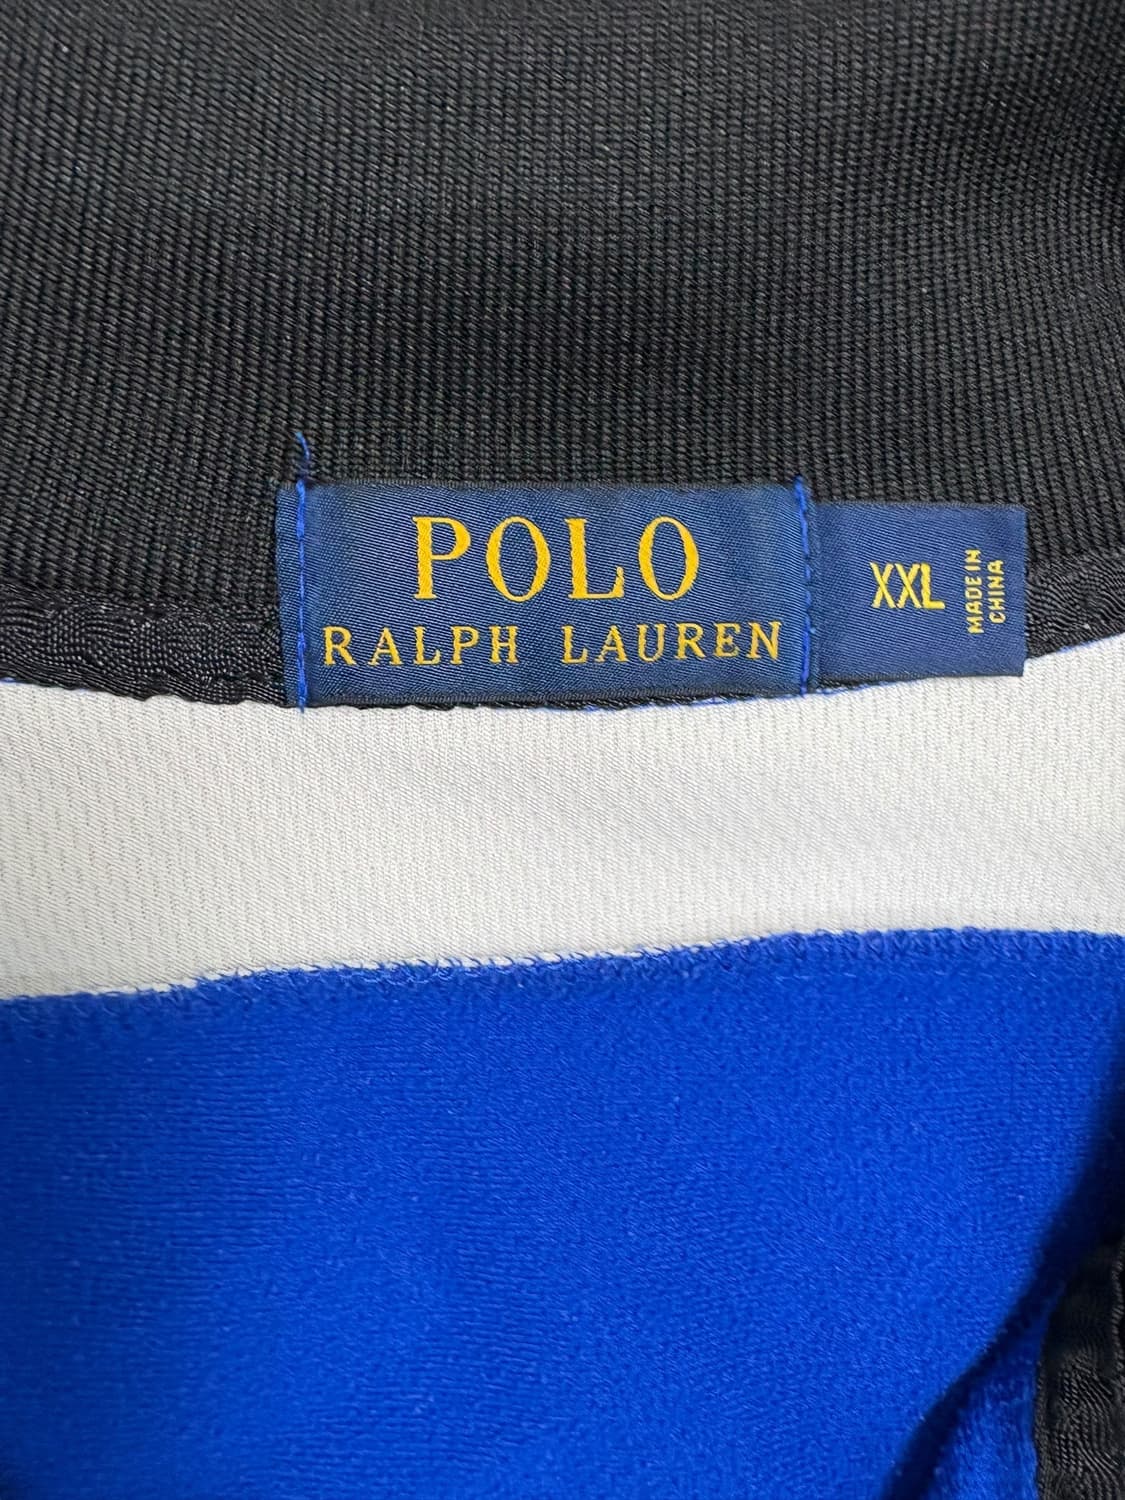 POLO
RALPH LAUREN
XXL
MADE IN
CHINA